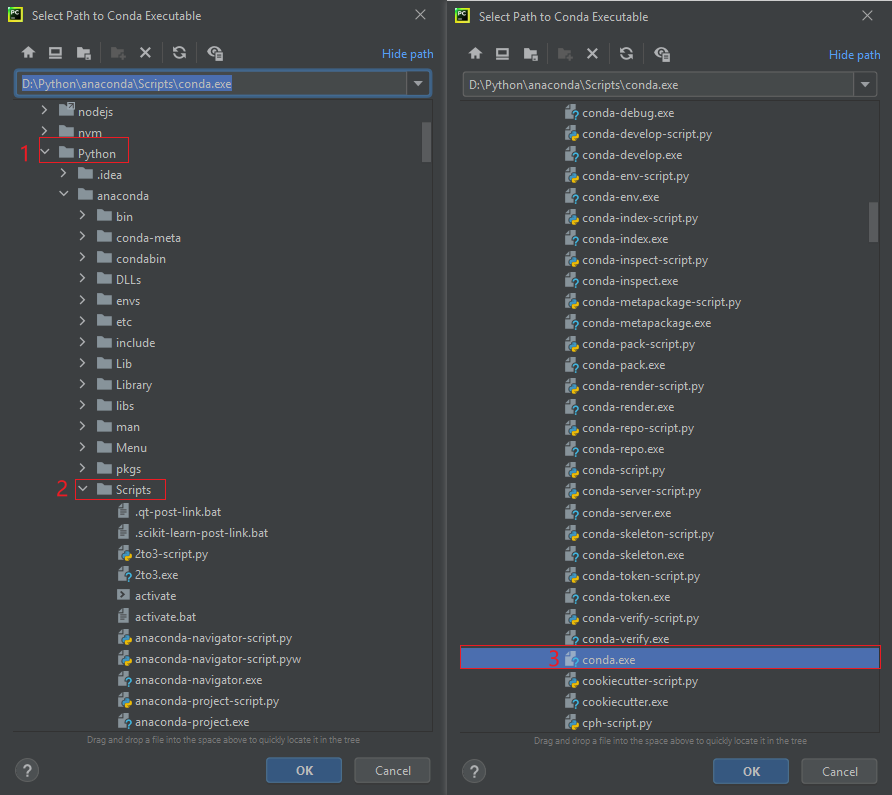 Select Path to Conda Executable
Hide path
D:\Python\anaconda\Scripts\conda.exe
nodejs
nvm
1 Python
.idea
anaconda
bin
conda-meta
condabin
DLLs
envs
etc
include
Lib
Library
libs
man
Menu
pkgs
2 Scripts
.qt-post-link.bat
.scikit-learn-post-link.bat
2to3-script.py
2to3.exe
activate
activate.bat
anaconda-navigator-script.py
anaconda-navigator-script.pyw
anaconda-navigator.exe
anaconda-project-script.py
anaconda-project.exe
Drag and drop a file into the space above to quickly locate it in the tree
? OK Cancel
Select Path to Conda Executable
Hide path
D:\Python\anaconda\Scripts\conda.exe
conda-debug.exe
conda-develop-script.py
conda-develop.exe
conda-env-script.py
conda-env.exe
conda-index-script.py
conda-index.exe
conda-inspect-script.py
conda-inspect.exe
conda-metapackage-script.py
conda-metapackage.exe
conda-pack-script.py
conda-pack.exe
conda-render-script.py
conda-render.exe
conda-repo-script.py
conda-repo.exe
conda-script.py
conda-server-script.py
conda-server.exe
conda-skeleton-script.py
conda-skeleton.exe
conda-token-script.py
conda-token.exe
conda-verify-script.py
conda-verify.exe
3 conda.exe
cookiecutter-script.py
cookiecutter.exe
cph-script.py
Drag and drop a file into the space above to quickly locate it in the tree
? OK Cancel